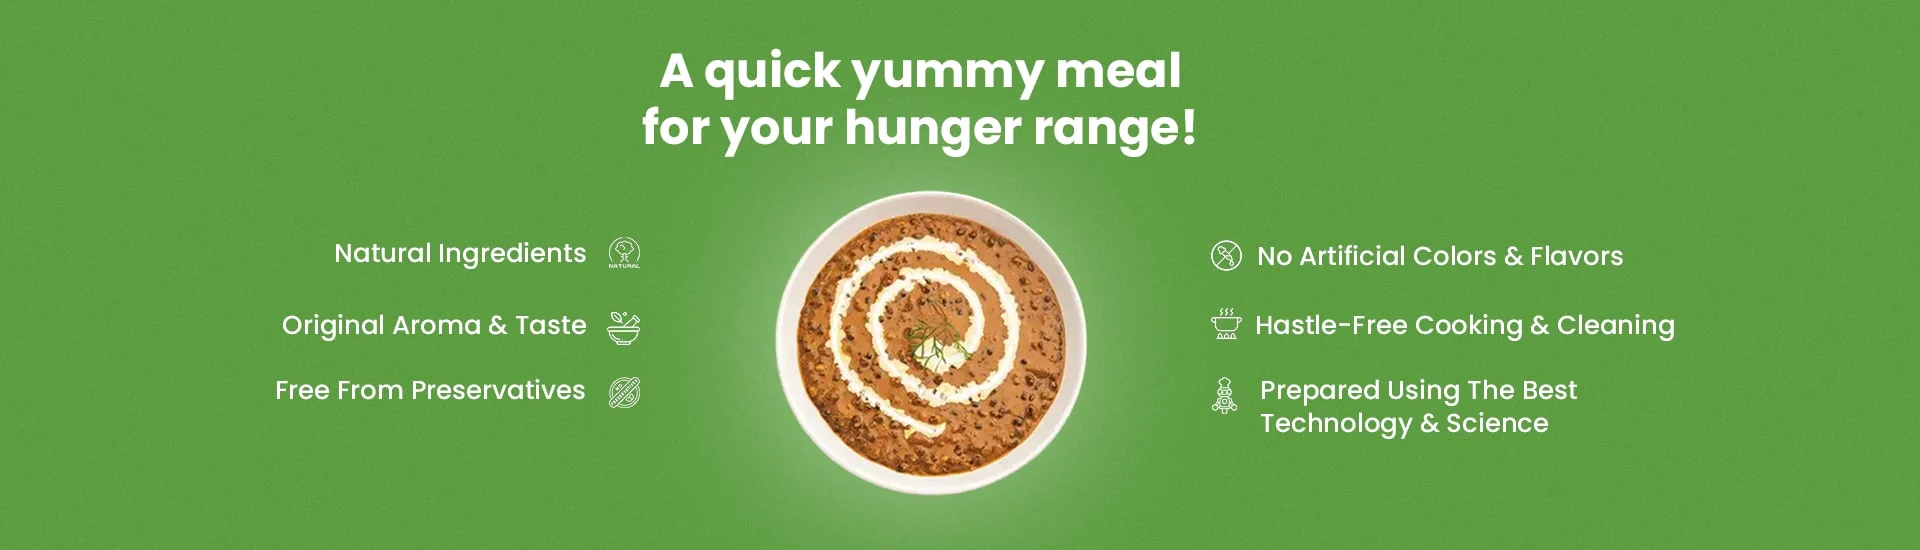 A quick yummy meal
for your hunger range!
Natural Ingredients
NATURAL
Original Aroma & Taste
Free From Preservatives
No Artificial Colors & Flavors
Hastle-Free Cooking & Cleaning
Prepared Using The Best
Technology & Science